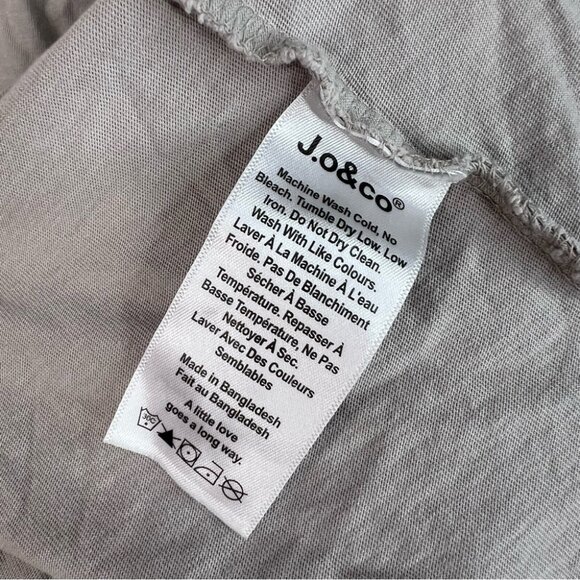 J.o&co®
Machine Wash Cold. No
Bleach. Tumble Dry Low. Low
Iron. Do Not Dry Clean.
Wash With Like Colours.
Laver À La Machine À L'eau
Froide. Pas De Blanchiment
Sécher À Basse
Température. Repasser À
Basse Température, Ne Pas
Nettoyer À Sec.
Laver Avec Des Couleurs
Semblables
Made in Bangladesh
Fait au Bangladesh
A little love
goes a long way.
30C